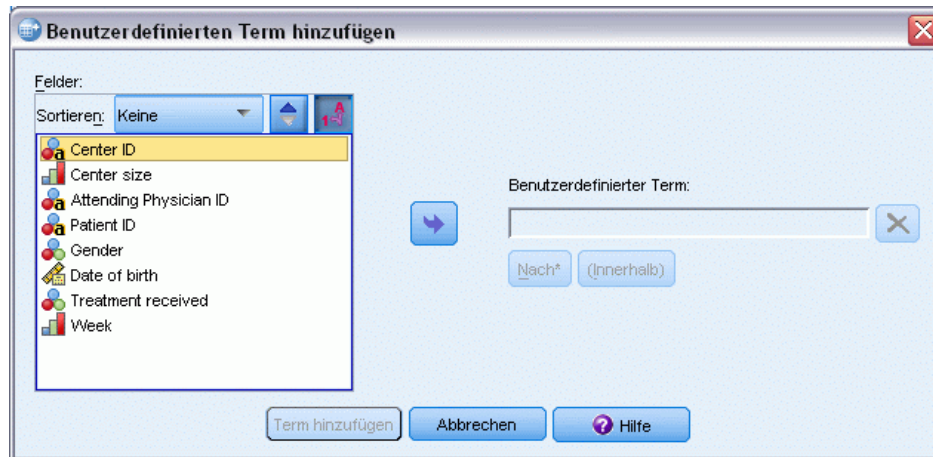 Benutzerdefinierten Term hinzufügen
Felder:
Sortieren: Keine
Center ID
Center size
Attending Physician ID
Patient ID
Gender
Date of birth
Treatment received
Week
Benutzerdefinierter Term:
Nach* (Innerhalb)
Term hinzufügen Abbrechen Hilfe